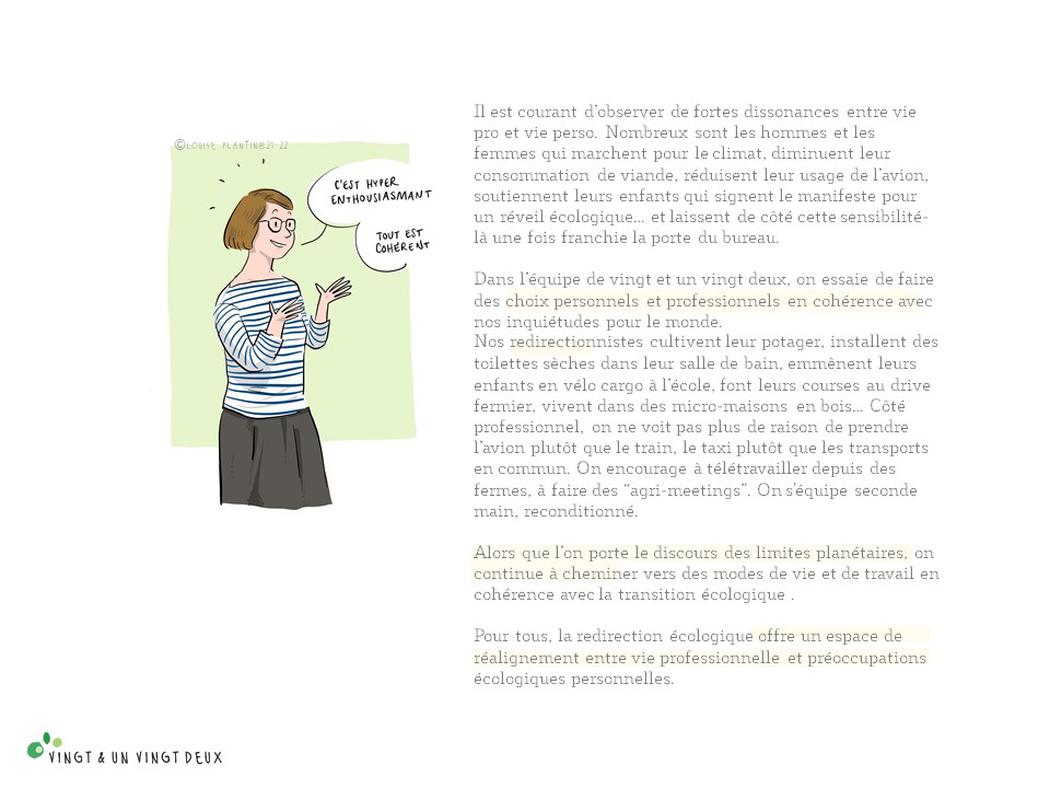 ©LOUISE PLANTIN@21-22
C'EST HYPER
ENTHOUSIASMANT
TOUT EST
COHÉRENT
Il est courant d'observer de fortes dissonances entre vie
pro et vie perso. Nombreux sont les hommes et les
femmes qui marchent pour le climat, diminuent leur
consommation de viande, réduisent leur usage de l'avion,
soutiennent leurs enfants qui signent le manifeste pour
un réveil écologique... et laissent de côté cette sensibilité-
là une fois franchie la porte du bureau.
Dans l'équipe de vingt et un vingt deux, on essaie de faire
des choix personnels et professionnels en cohérence avec
nos inquiétudes pour le monde.
Nos redirectionnistes cultivent leur potager, installent des
toilettes sèches dans leur salle de bain, emmènent leurs
enfants en vélo cargo à l'école, font leurs courses au drive
fermier, vivent dans des micro-maisons en bois... Côté
professionnel, on ne voit pas plus de raison de prendre
l'avion plutôt que le train, le taxi plutôt que les transports
en commun. On encourage à télétravailler depuis des
fermes, à faire des “agri-meetings”. On s'équipe seconde
main, reconditionné.
Alors que l'on porte le discours des limites planétaires, on
continue à cheminer vers des modes de vie et de travail en
cohérence avec la transition écologique .
Pour tous, la redirection écologique offre un espace de
réalignement entre vie professionnelle et préoccupations
écologiques personnelles.
VINGT & UN VINGT DEUX